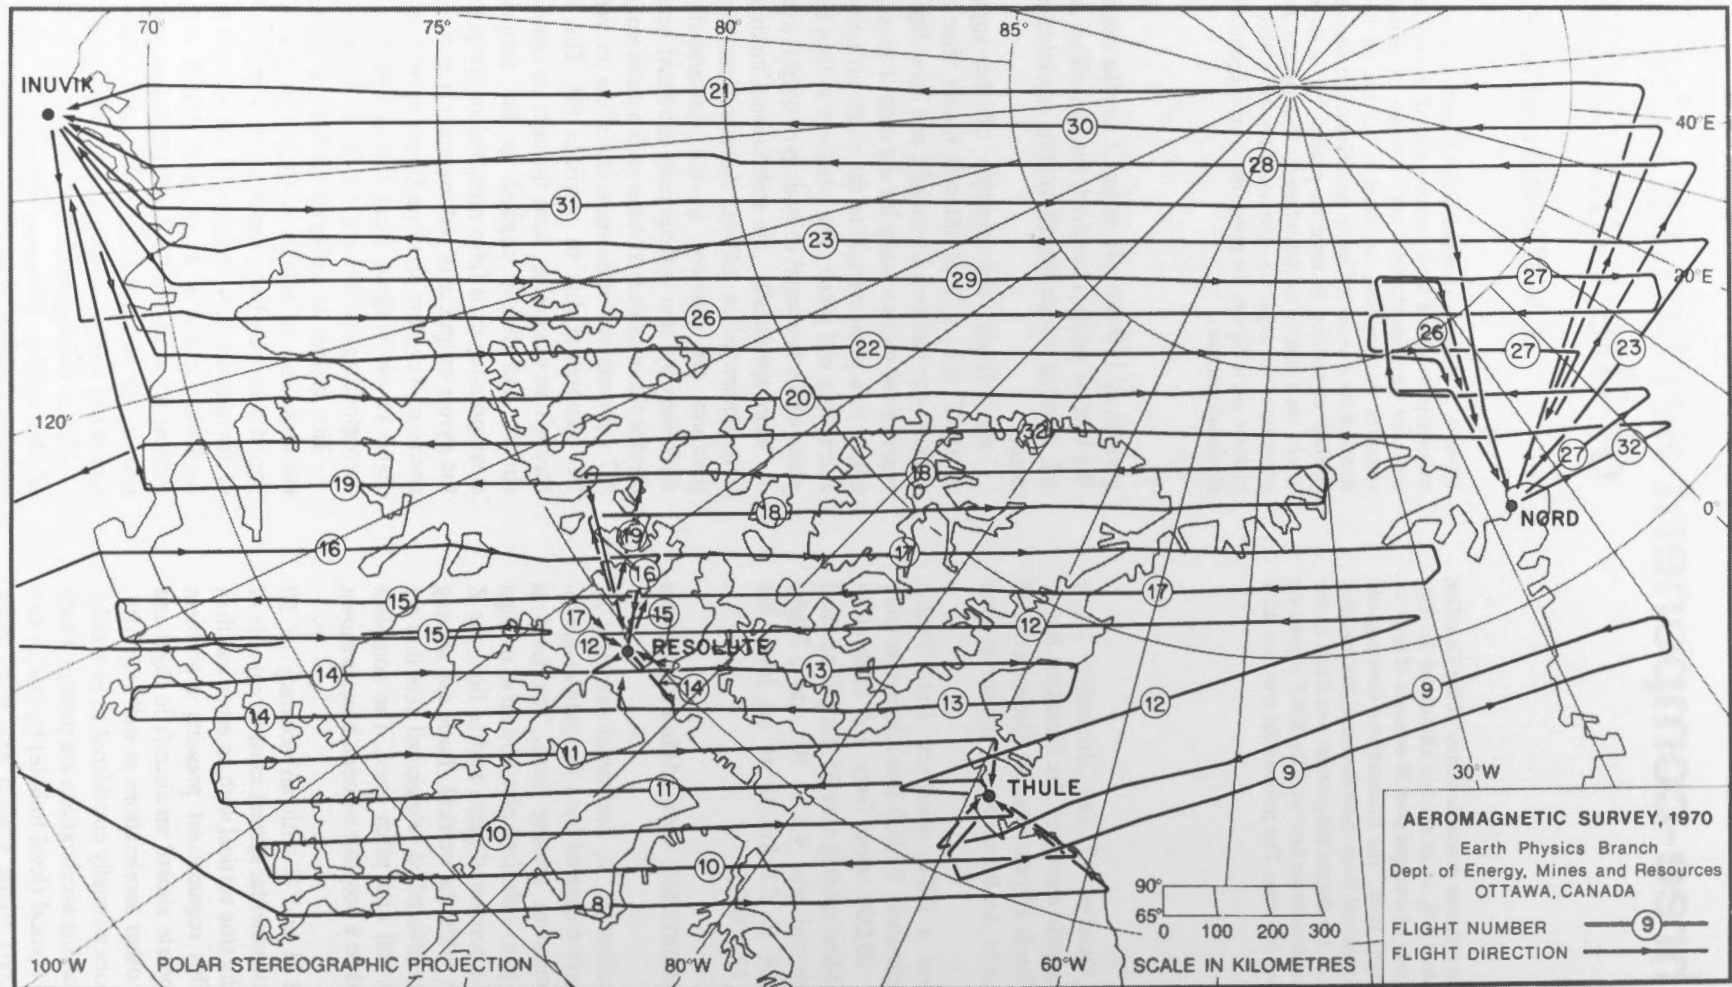 70°
75°
80°
85°
INUVIK
21
30
40°E
28
31
23
29
27
20°E
26
26
22
27
23
20
120°
32
27
32
18
19
18
NØRD
0°
19
16
17
16
15
17
17
15
15
12
12
RESOLUTE
14
13
14
13
12
9
14
11
11
THULE
9
30°W
10
10
8
AEROMAGNETIC SURVEY, 1970
Earth Physics Branch
Dept. of Energy, Mines and Resources
OTTAWA, CANADA
FLIGHT NUMBER 9
FLIGHT DIRECTION
90°
65°
0 100 200 300
SCALE IN KILOMETRES
100°W
POLAR STEREOGRAPHIC PROJECTION
80°W
60°W